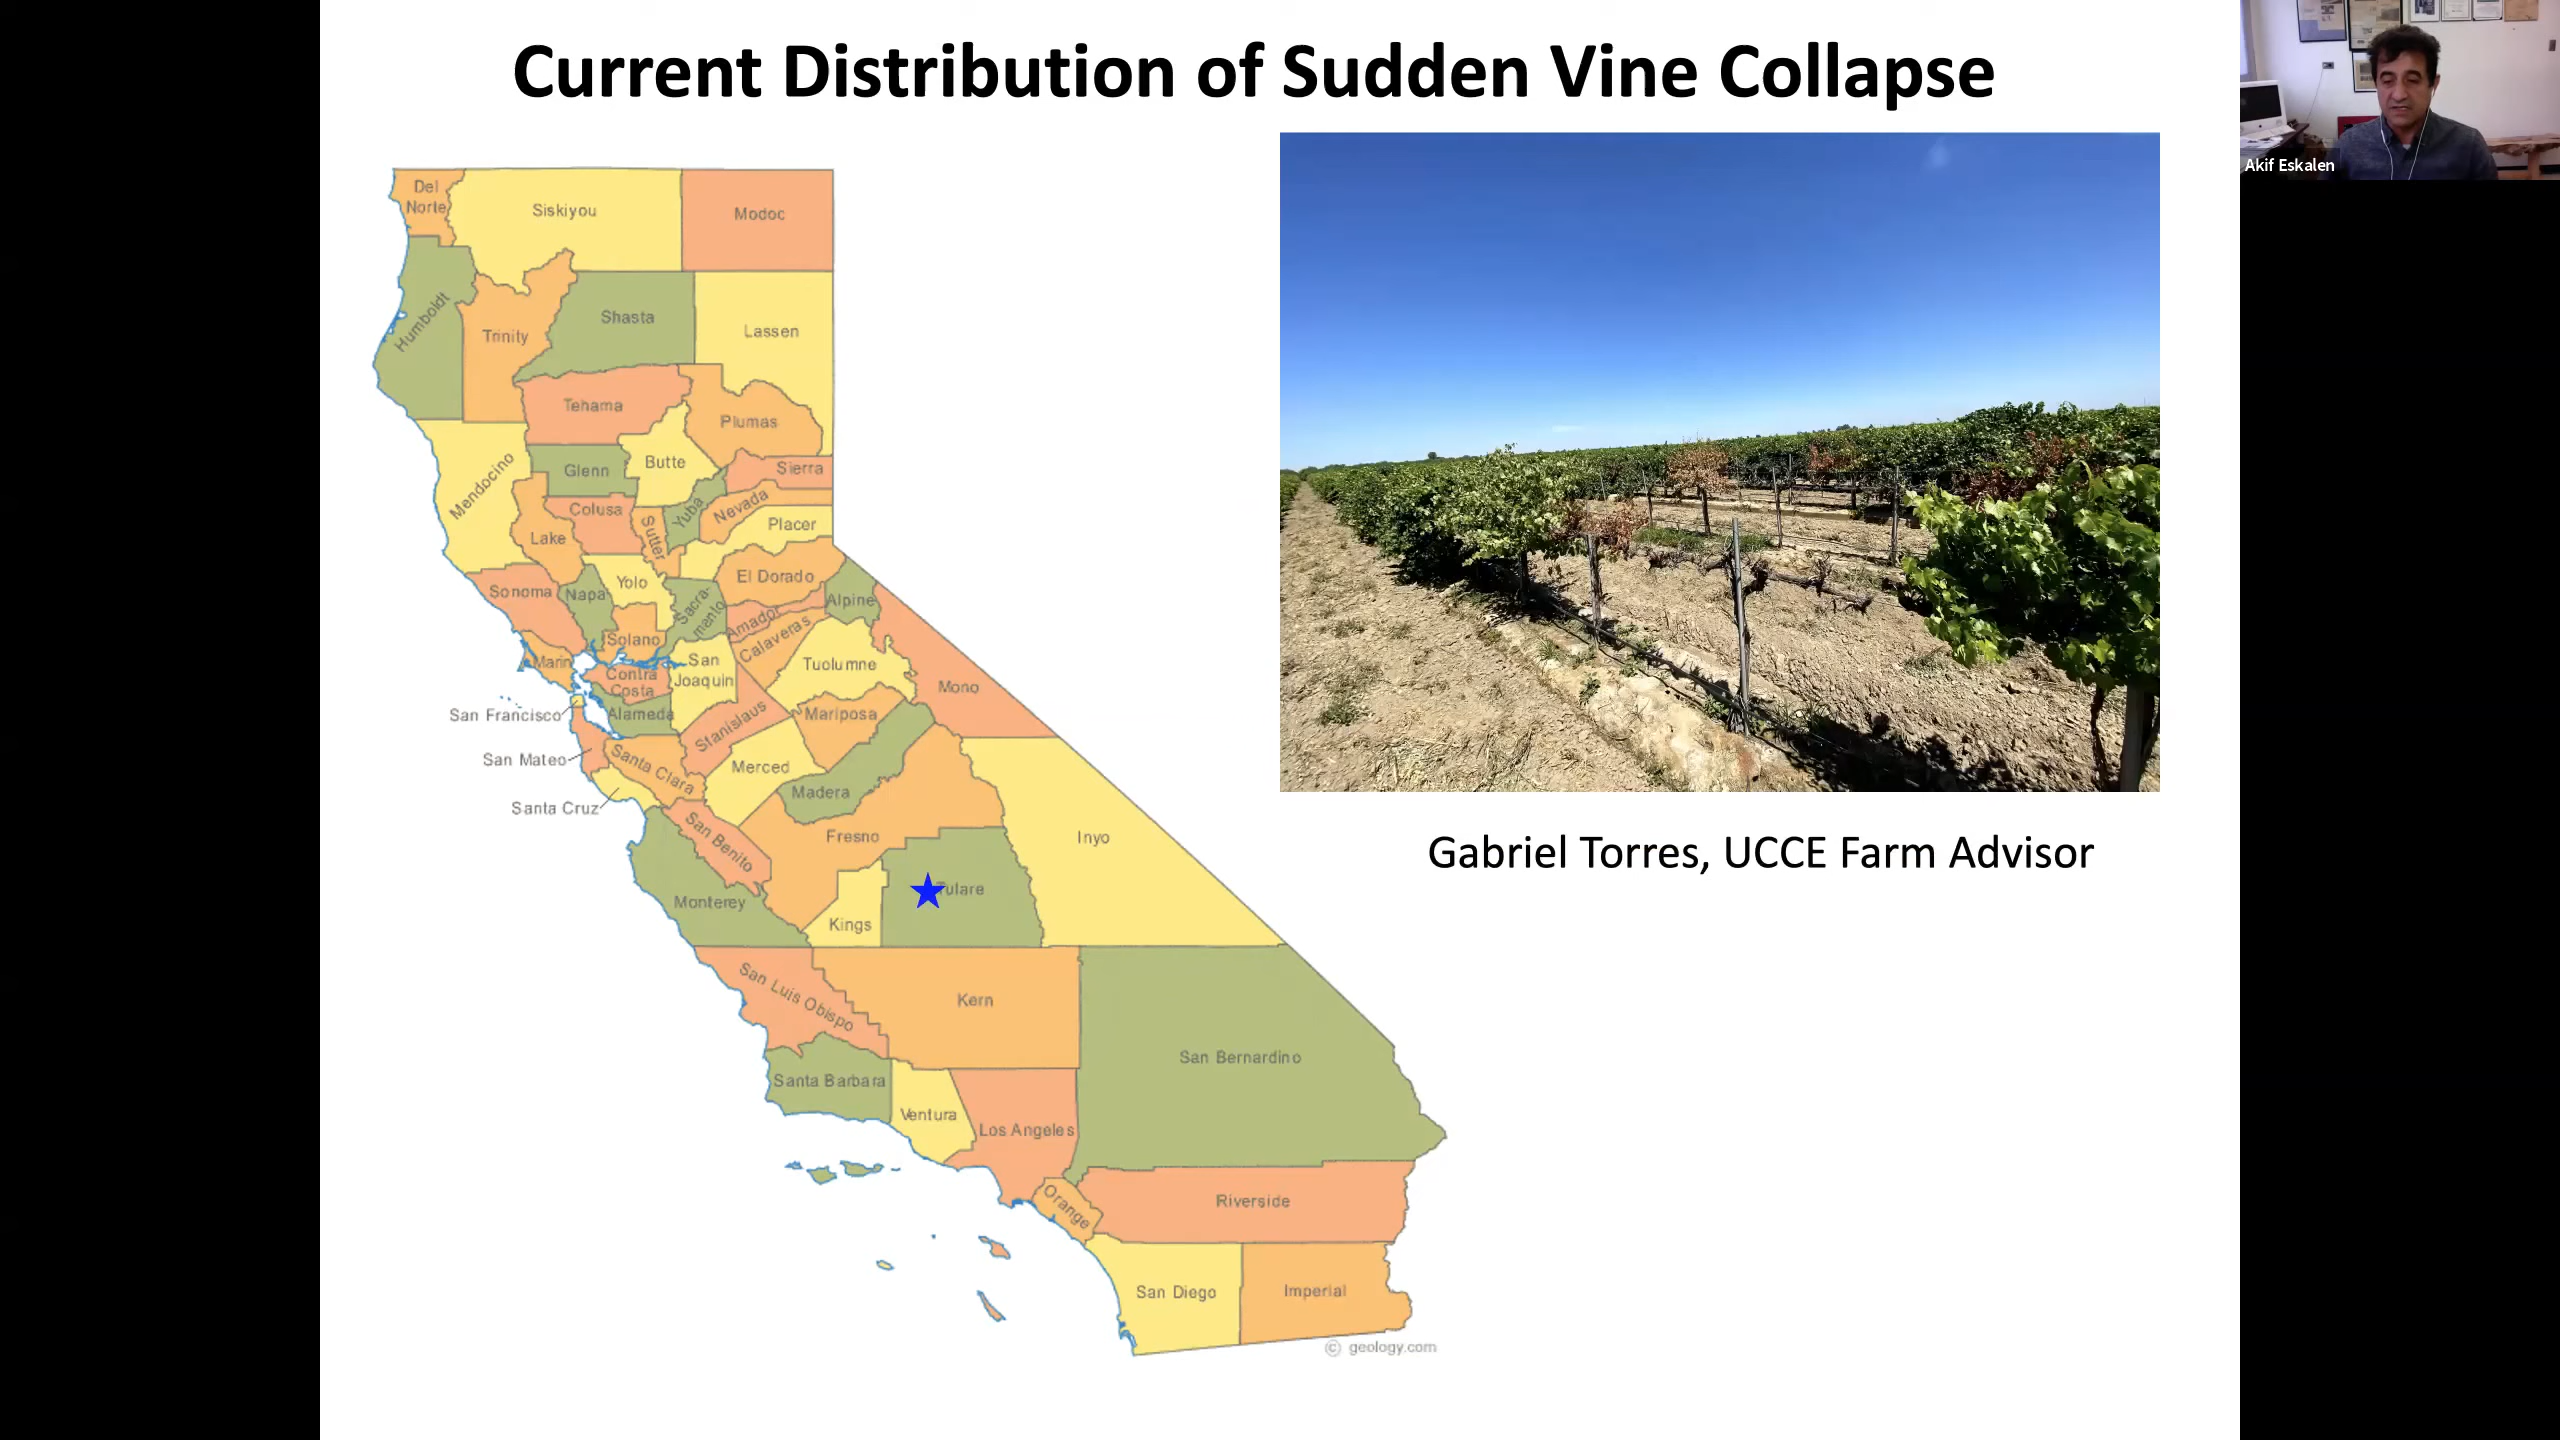 Current Distribution of Sudden Vine Collapse
Akif Eskalen
Del
Norte
Siskiyou
Modoc
Humboldt
Trinity
Shasta
Lassen
Tehama
Plumas
Mendocino
Glenn
Butte
Sierra
Colusa
Sutter
Yuba
Nevada
Placer
Lake
Sonoma
Napa
Yolo
El Dorado
Sacra-
mento
Amador
Alpine
Calaveras
Solano
Marin
Contra
Costa
San
Joaquin
Tuolumne
Mono
San Francisco
Alameda
Stanislaus
Mariposa
San Mateo
Santa Clara
Merced
Madera
Santa Cruz
San Benito
Fresno
Inyo
Monterey
Kings
Tulare
San Luis Obispo
Kern
San Bernardino
Santa Barbara
Ventura
Los Angeles
Orange
Riverside
San Diego
Imperial
© geology.com
Gabriel Torres, UCCE Farm Advisor